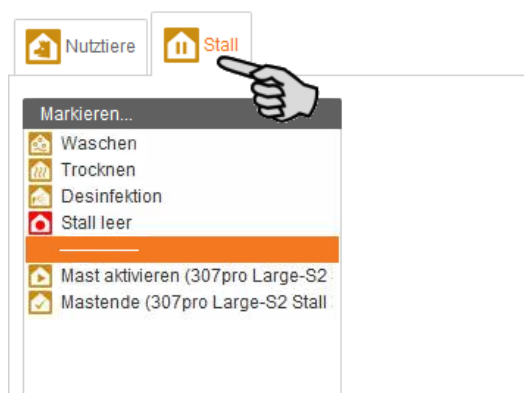 Nutztiere
Stall
Markieren...
Waschen
Trocknen
Desinfektion
Stall leer
Mast aktivieren (307pro Large-S2
Mastende (307pro Large-S2 Stall